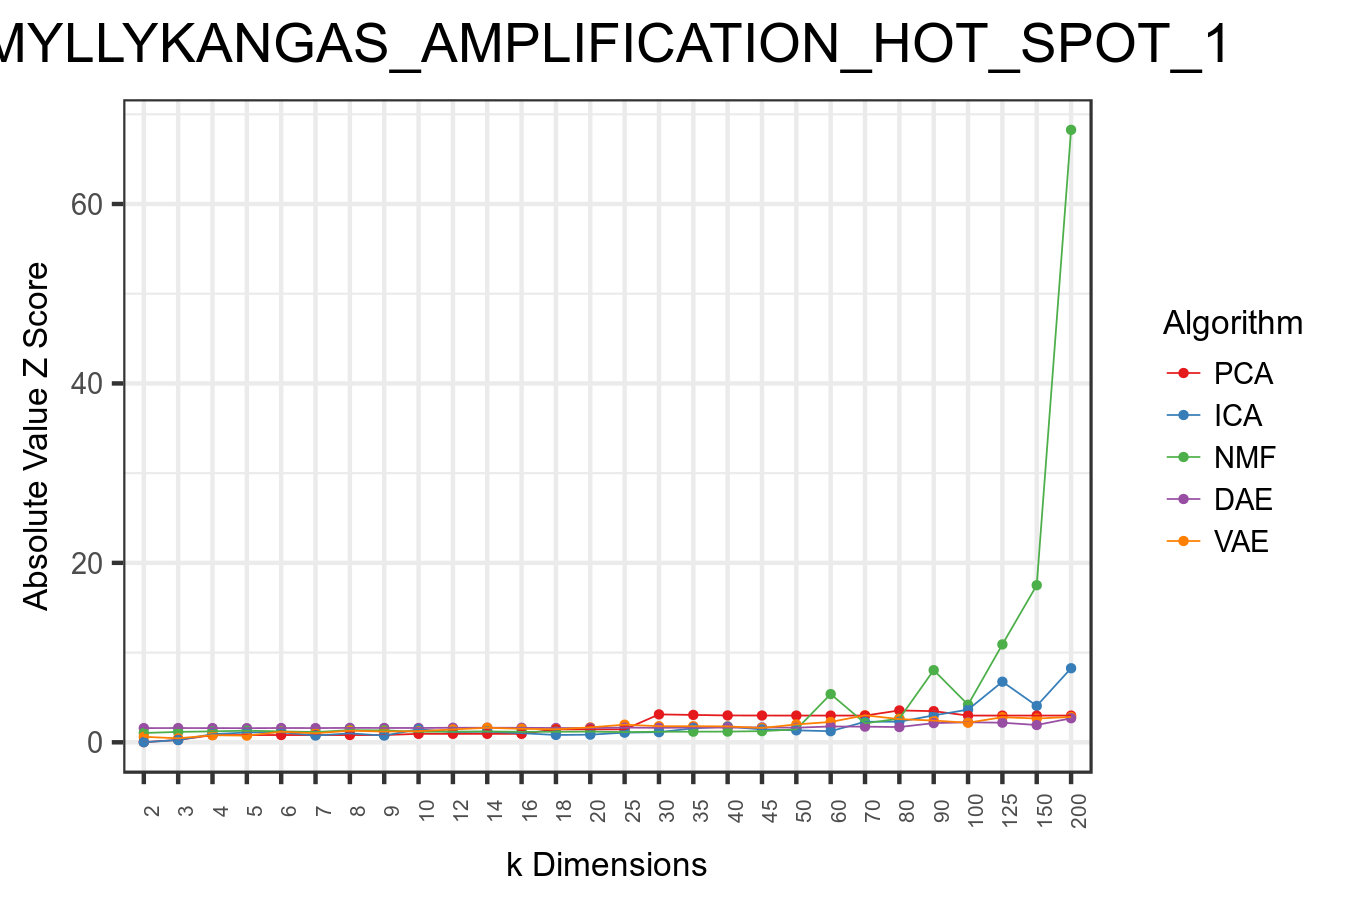 MYLLYKANGAS_AMPLIFICATION_HOT_SPOT_1
Absolute Value Z Score
60
40
20
0
2 3 4 5 6 7 8 9 10 12 14 16 18 20 25 30 35 40 45 50 60 70 80 90 100 125 150 200
k Dimensions
Algorithm
PCA
ICA
NMF
DAE
VAE